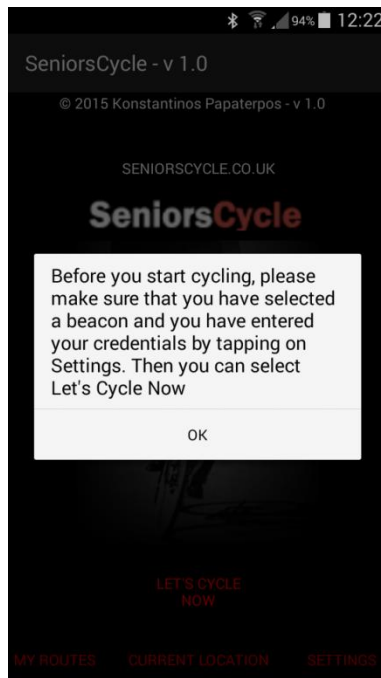 94% 12:22
SeniorsCycle - v 1.0
© 2015 Konstantinos Papaterpos - v 1.0
SENIORSCYCLE.CO.UK
SeniorsCycle
Before you start cycling, please
make sure that you have selected
a beacon and you have entered
your credentials by tapping on
Settings. Then you can select
Let's Cycle Now
OK
LET'S CYCLE
NOW
MY ROUTES CURRENT LOCATION SETTINGS